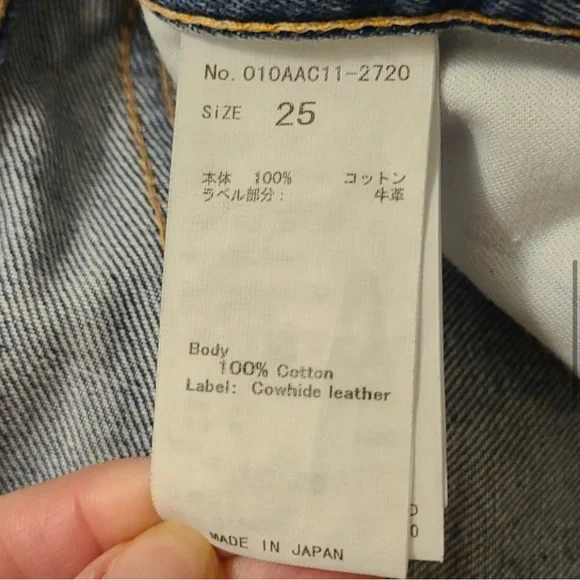 No. 010AAC11-2720
SiZE 25
本体 100% コットン
ラベル部分: 牛革
Body
100% Cotton
Label: Cowhide leather
MADE IN JAPAN